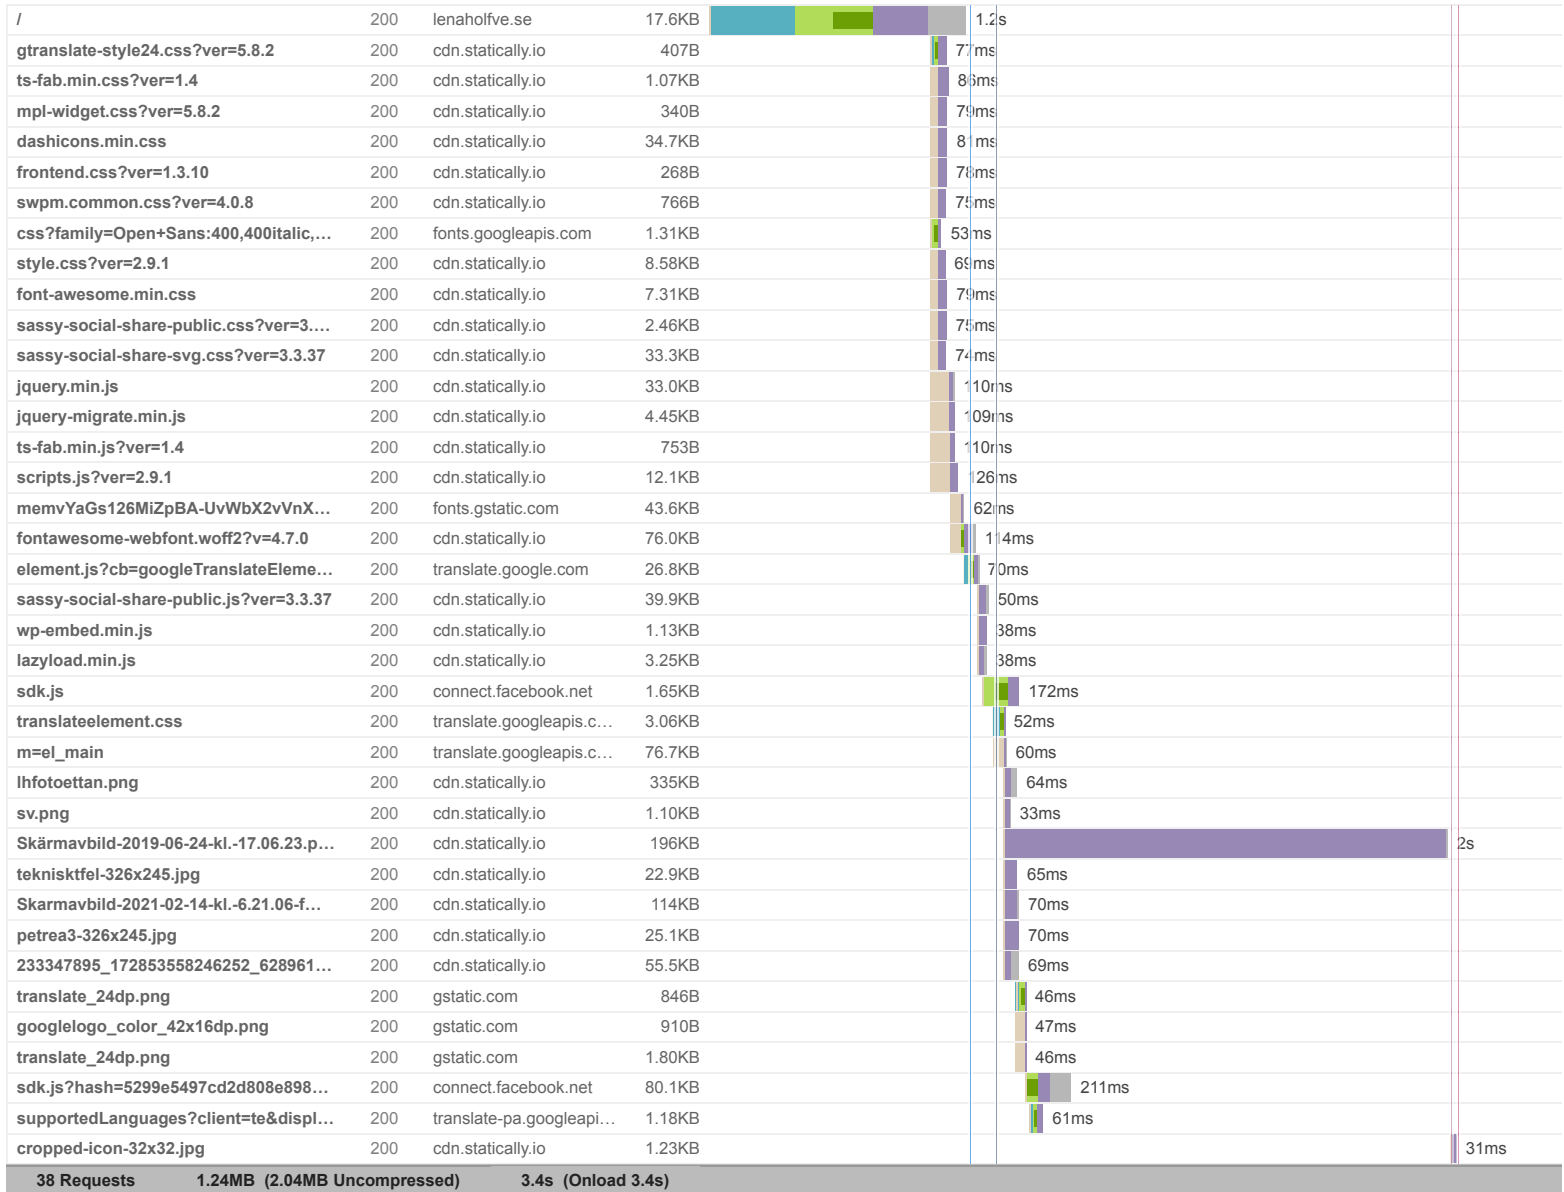 / 200 lenaholfve.se 17.6KB 1.2s
gtranslate-style24.css?ver=5.8.2 200 cdn.statically.io 407B 77ms
ts-fab.min.css?ver=1.4 200 cdn.statically.io 1.07KB 86ms
mpl-widget.css?ver=5.8.2 200 cdn.statically.io 340B 79ms
dashicons.min.css 200 cdn.statically.io 34.7KB 81ms
frontend.css?ver=1.3.10 200 cdn.statically.io 268B 78ms
swpm.common.css?ver=4.0.8 200 cdn.statically.io 766B 75ms
css?family=Open+Sans:400,400italic,... 200 fonts.googleapis.com 1.31KB 53ms
style.css?ver=2.9.1 200 cdn.statically.io 8.58KB 69ms
font-awesome.min.css 200 cdn.statically.io 7.31KB 79ms
sassy-social-share-public.css?ver=3.... 200 cdn.statically.io 2.46KB 75ms
sassy-social-share-svg.css?ver=3.3.37 200 cdn.statically.io 33.3KB 74ms
jquery.min.js 200 cdn.statically.io 33.0KB 110ms
jquery-migrate.min.js 200 cdn.statically.io 4.45KB 109ms
ts-fab.min.js?ver=1.4 200 cdn.statically.io 753B 110ms
scripts.js?ver=2.9.1 200 cdn.statically.io 12.1KB 126ms
memvYaGs126MiZpBA-UvWbX2vVnX... 200 fonts.gstatic.com 43.6KB 62ms
fontawesome-webfont.woff2?v=4.7.0 200 cdn.statically.io 76.0KB 114ms
element.js?cb=googleTranslateEleme... 200 translate.google.com 26.8KB 70ms
sassy-social-share-public.js?ver=3.3.37 200 cdn.statically.io 39.9KB 50ms
wp-embed.min.js 200 cdn.statically.io 1.13KB 38ms
lazyload.min.js 200 cdn.statically.io 3.25KB 38ms
sdk.js 200 connect.facebook.net 1.65KB 172ms
translateelement.css 200 translate.googleapis.c... 3.06KB 52ms
m=el_main 200 translate.googleapis.c... 76.7KB 60ms
lhfotoettan.png 200 cdn.statically.io 335KB 64ms
sv.png 200 cdn.statically.io 1.10KB 33ms
Skärmavbild-2019-06-24-kl.-17.06.23.p... 200 cdn.statically.io 196KB 2s
teknisktfel-326x245.jpg 200 cdn.statically.io 22.9KB 65ms
Skarmavbild-2021-02-14-kl.-6.21.06-f... 200 cdn.statically.io 114KB 70ms
petrea3-326x245.jpg 200 cdn.statically.io 25.1KB 70ms
233347895_172853558246252_628961... 200 cdn.statically.io 55.5KB 69ms
translate_24dp.png 200 gstatic.com 846B 46ms
googlelogo_color_42x16dp.png 200 gstatic.com 910B 47ms
translate_24dp.png 200 gstatic.com 1.80KB 46ms
sdk.js?hash=5299e5497cd2d808e898... 200 connect.facebook.net 80.1KB 211ms
supportedLanguages?client=te&displ... 200 translate-pa.googleapi... 1.18KB 61ms
cropped-icon-32x32.jpg 200 cdn.statically.io 1.23KB 31ms
38 Requests 1.24MB (2.04MB Uncompressed) 3.4s (Onload 3.4s)